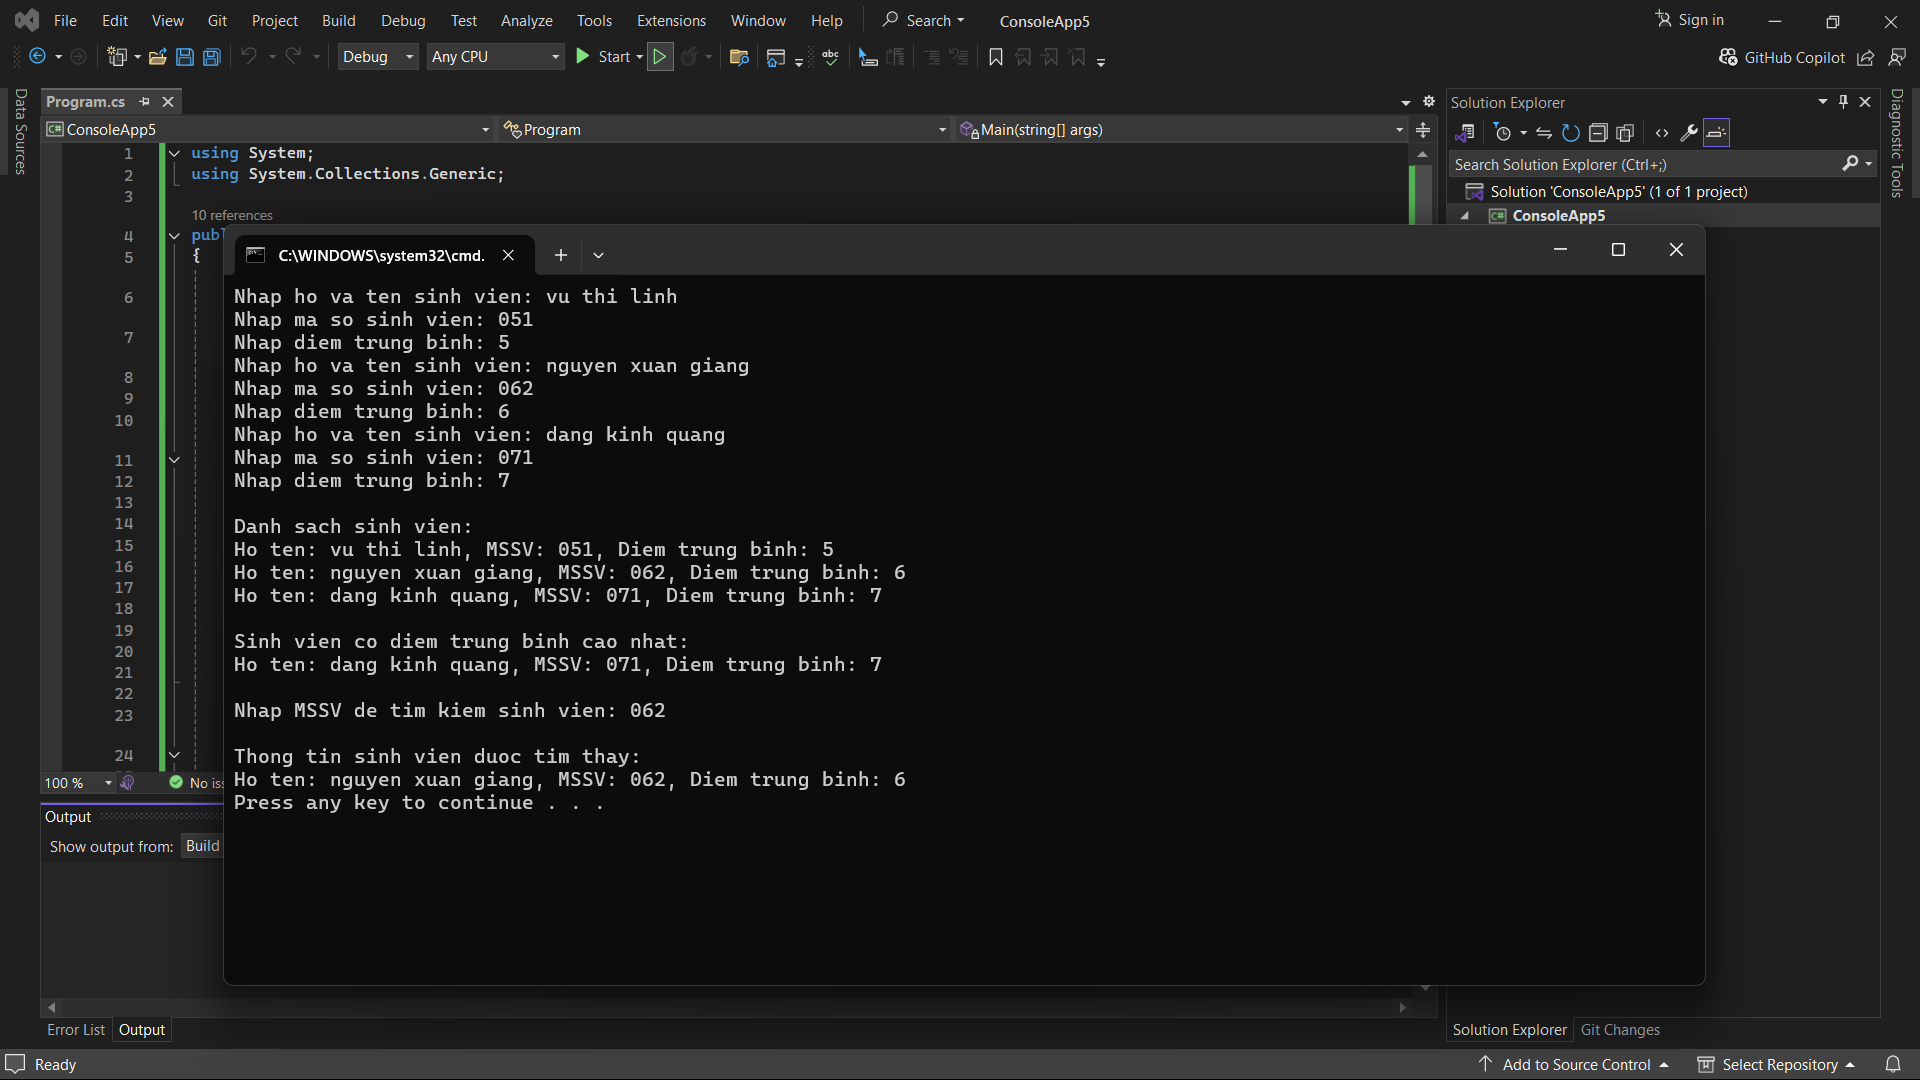 File Edit View Git Project Build Debug Test Analyze Tools Extensions Window Help Search ConsoleApp5 Sign in
Debug Any CPU Start abc GitHub Copilot
Data Sources
Program.cs
ConsoleApp5 Program Main(string[] args)
1 using System;
2 using System.Collections.Generic;
3
10 references
4 publ
5 {
6
7
8
9
10
11
12
13
14
15
16
17
18
19
20
21
22
23
24
C:\WINDOWS\system32\cmd.
Nhap ho va ten sinh vien: vu thi linh
Nhap ma so sinh vien: 051
Nhap diem trung binh: 5
Nhap ho va ten sinh vien: nguyen xuan giang
Nhap ma so sinh vien: 062
Nhap diem trung binh: 6
Nhap ho va ten sinh vien: dang kinh quang
Nhap ma so sinh vien: 071
Nhap diem trung binh: 7
Danh sach sinh vien:
Ho ten: vu thi linh, MSSV: 051, Diem trung binh: 5
Ho ten: nguyen xuan giang, MSSV: 062, Diem trung binh: 6
Ho ten: dang kinh quang, MSSV: 071, Diem trung binh: 7
Sinh vien co diem trung binh cao nhat:
Ho ten: dang kinh quang, MSSV: 071, Diem trung binh: 7
Nhap MSSV de tim kiem sinh vien: 062
Thong tin sinh vien duoc tim thay:
Ho ten: nguyen xuan giang, MSSV: 062, Diem trung binh: 6
Press any key to continue . . .
100 % No iss
Output
Show output from: Build
Error List Output
Solution Explorer
Search Solution Explorer (Ctrl+;)
Solution 'ConsoleApp5' (1 of 1 project)
C# ConsoleApp5
Solution Explorer Git Changes
Diagnostic Tools
Ready Add to Source Control Select Repository